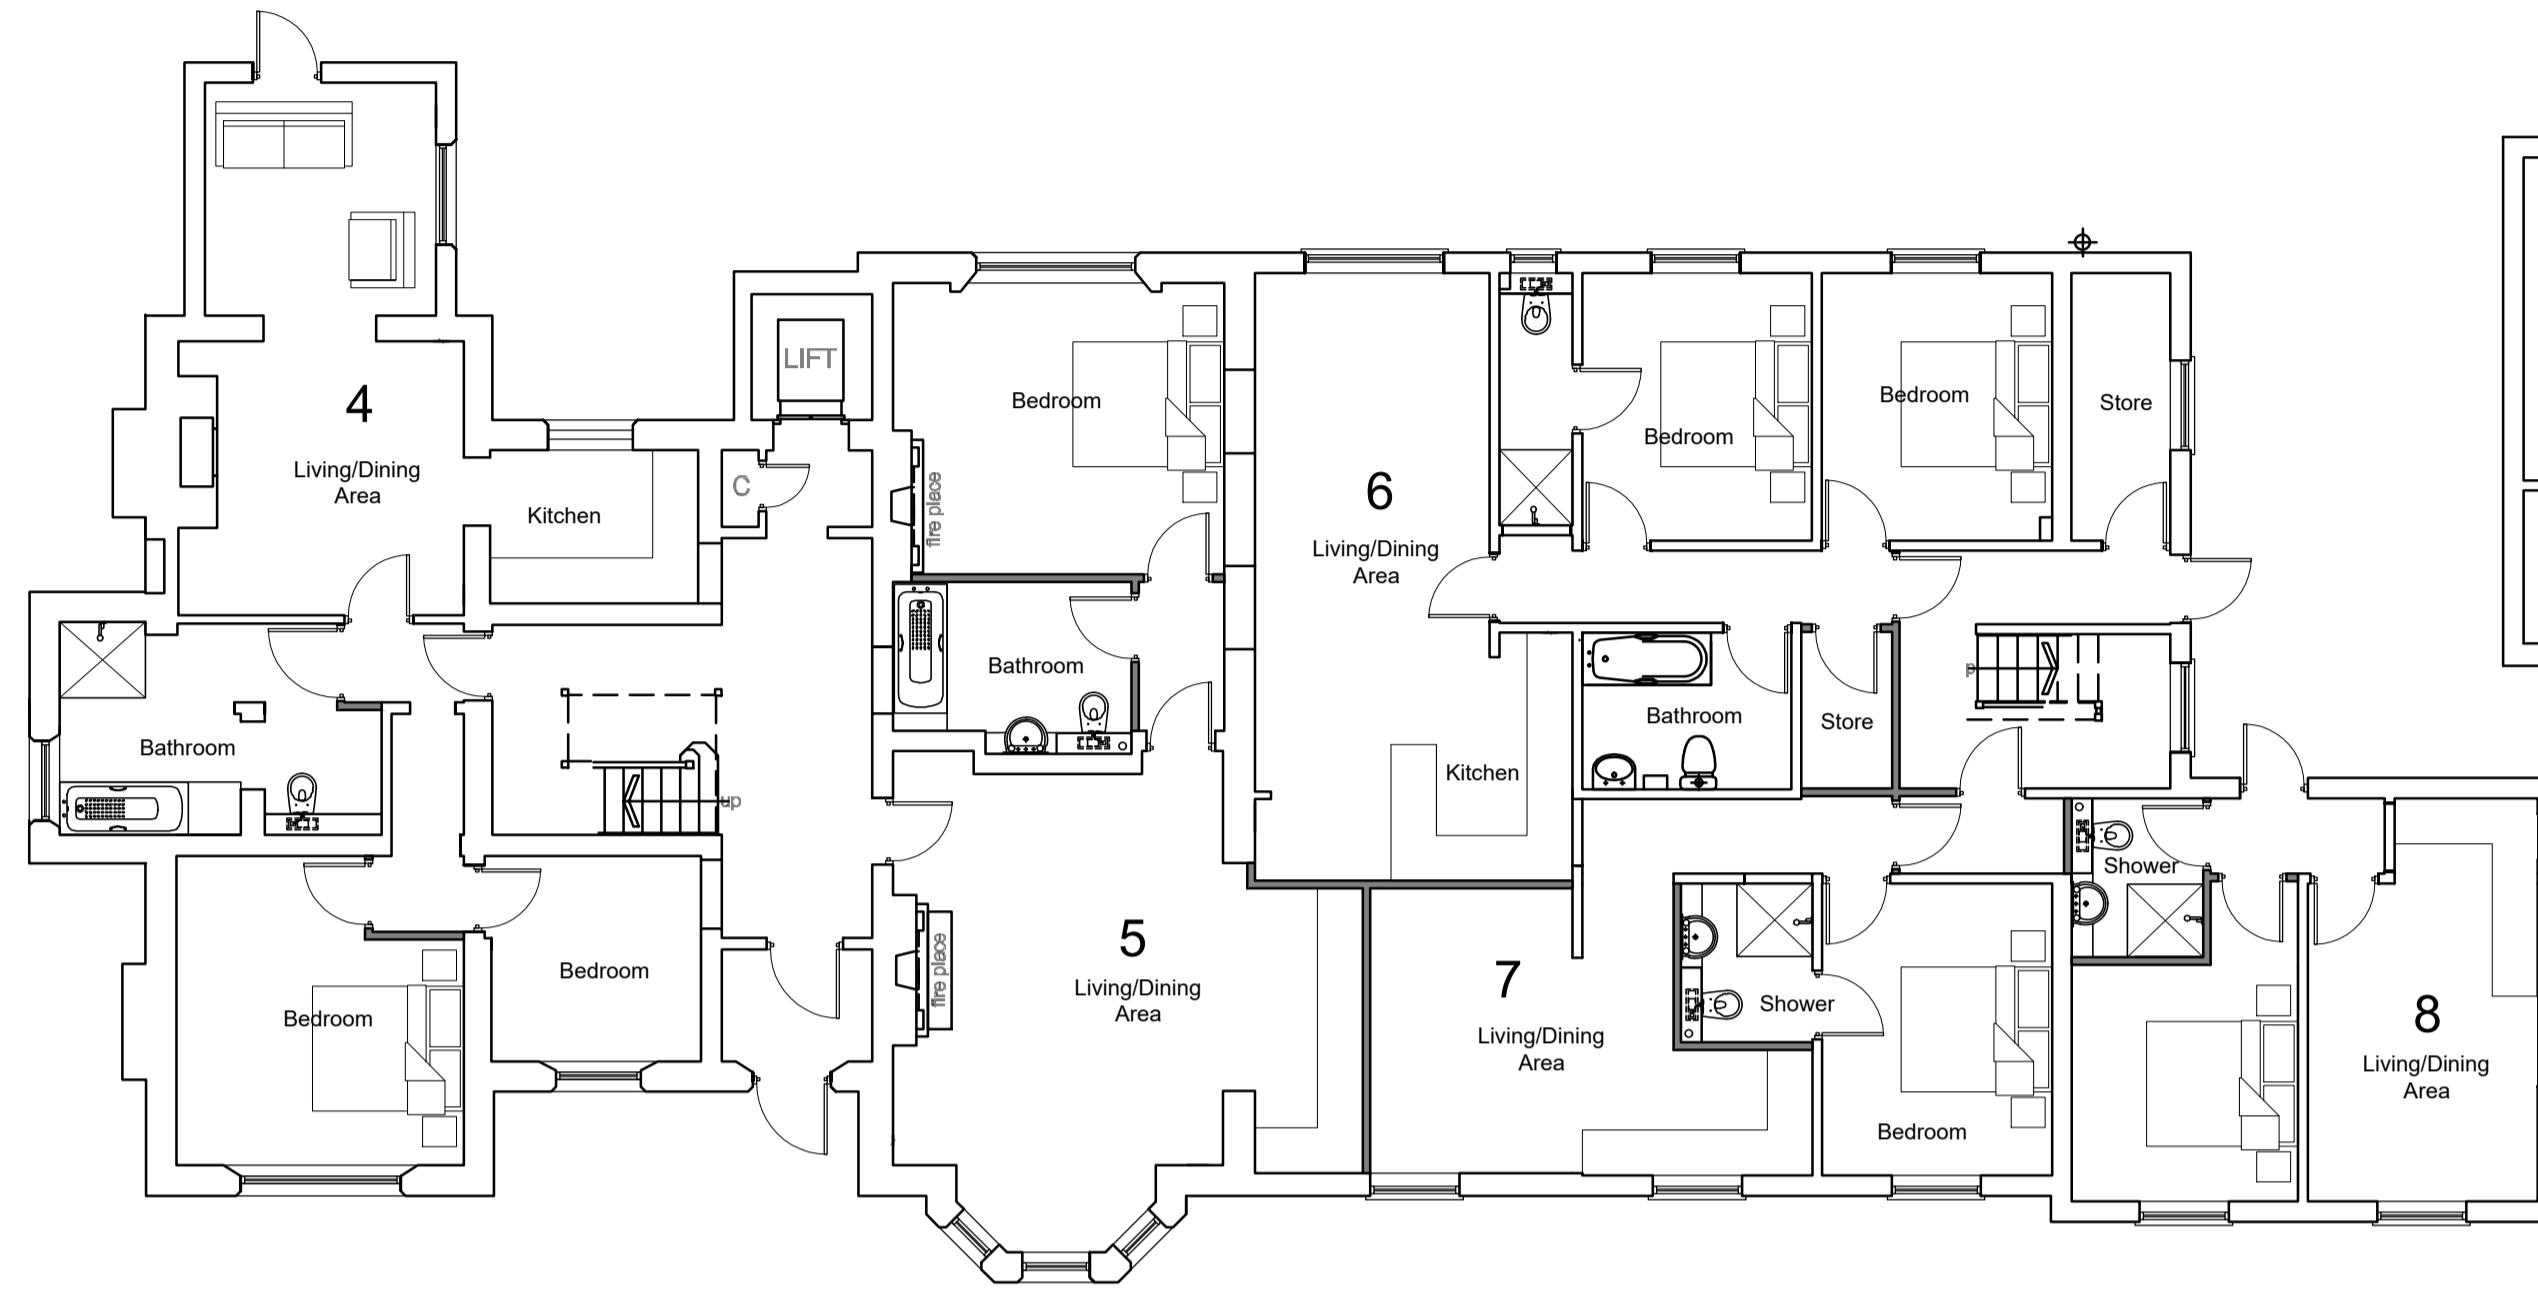 LIFT
4
Bedroom
Bedroom
Store
Living/Dining
Area
C
fire place
6
Bedroom
Kitchen
Living/Dining
Area
Bathroom
up
Bathroom
Store
Bathroom
Kitchen
up
Shower
5
fire place
Bedroom
Bedroom
Living/Dining
Area
7
Shower
Living/Dining
Area
8
Living/Dining
Area
Bedroom